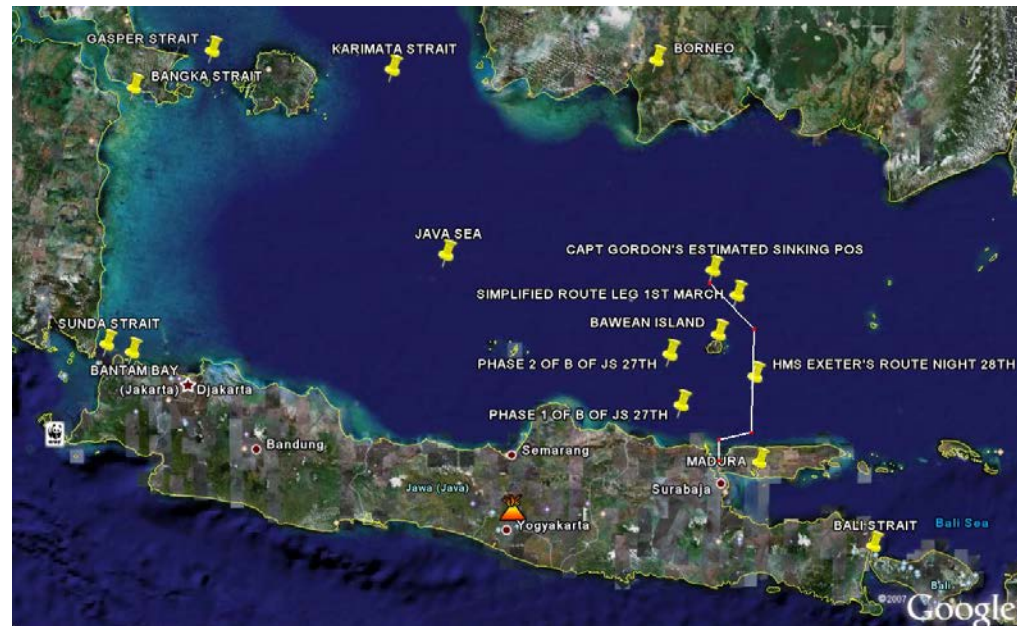 GASPER STRAIT
KARIMATA STRAIT
BORNEO
BANGKA STRAIT
JAVA SEA
CAPT GORDON'S ESTIMATED SINKING POS
SIMPLIFIED ROUTE LEG 1ST MARCH
SUNDA STRAIT
BAWEAN ISLAND
PHASE 2 OF B OF JS 27TH
HMS EXETER'S ROUTE NIGHT 28TH
BANTAM BAY
(Jakarta) Djakarta
PHASE 1 OF B OF JS 27TH
Bandung
Semarang
MADURA
Jawa (Java)
Surabaja
Yogyakarta
BALI STRAIT
Bali Sea
Bali
©2007 Google